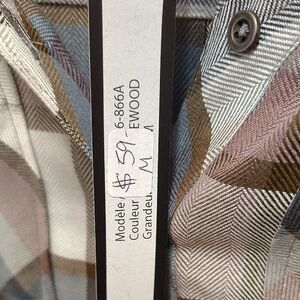 Modèle 6-866A
Couleur EWOOD
Grandeu. M
$59-